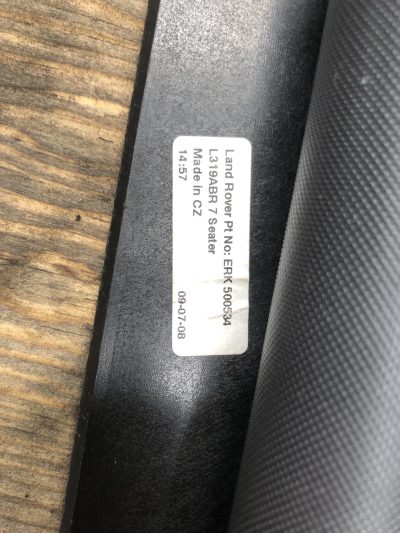 Land Rover Pt No: ERK 500534
L319ABR 7 Seater
Made in CZ
14:57 09-07-08